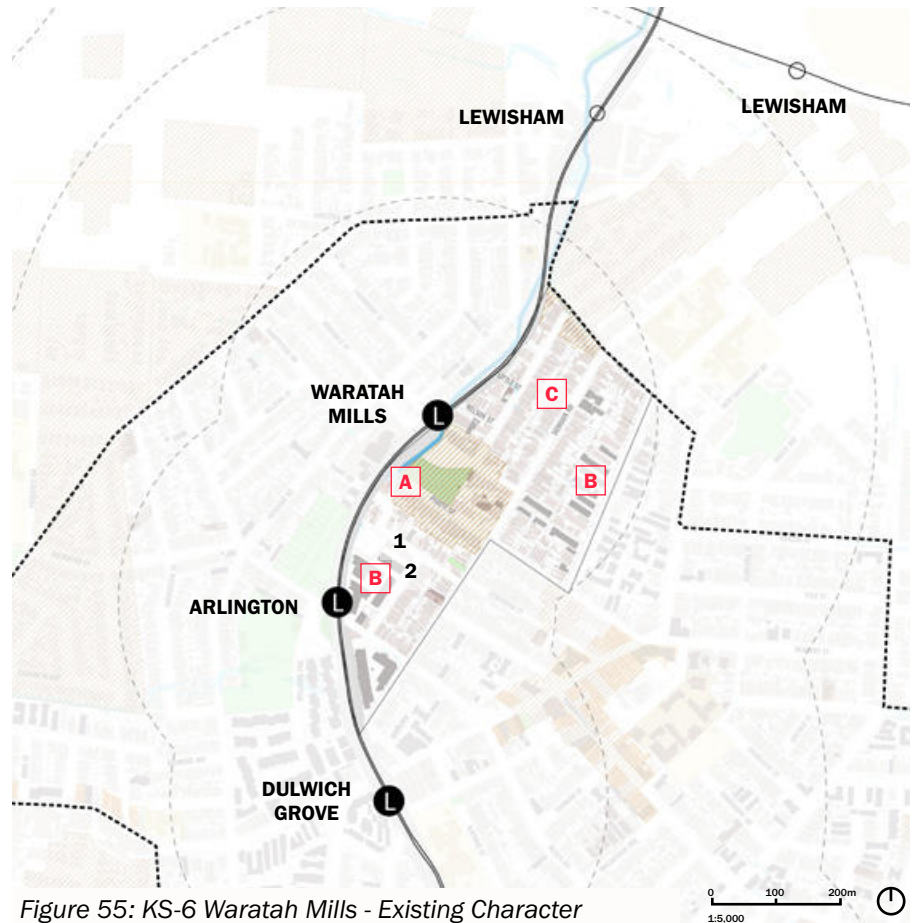 LEWISHAM
LEWISHAM
WARATAH
MILLS
L
C
A
B
1
2
B
ARLINGTON
L
DULWICH
GROVE
L
Figure 55: KS-6 Waratah Mills - Existing Character
0 100 200m
1:5,000